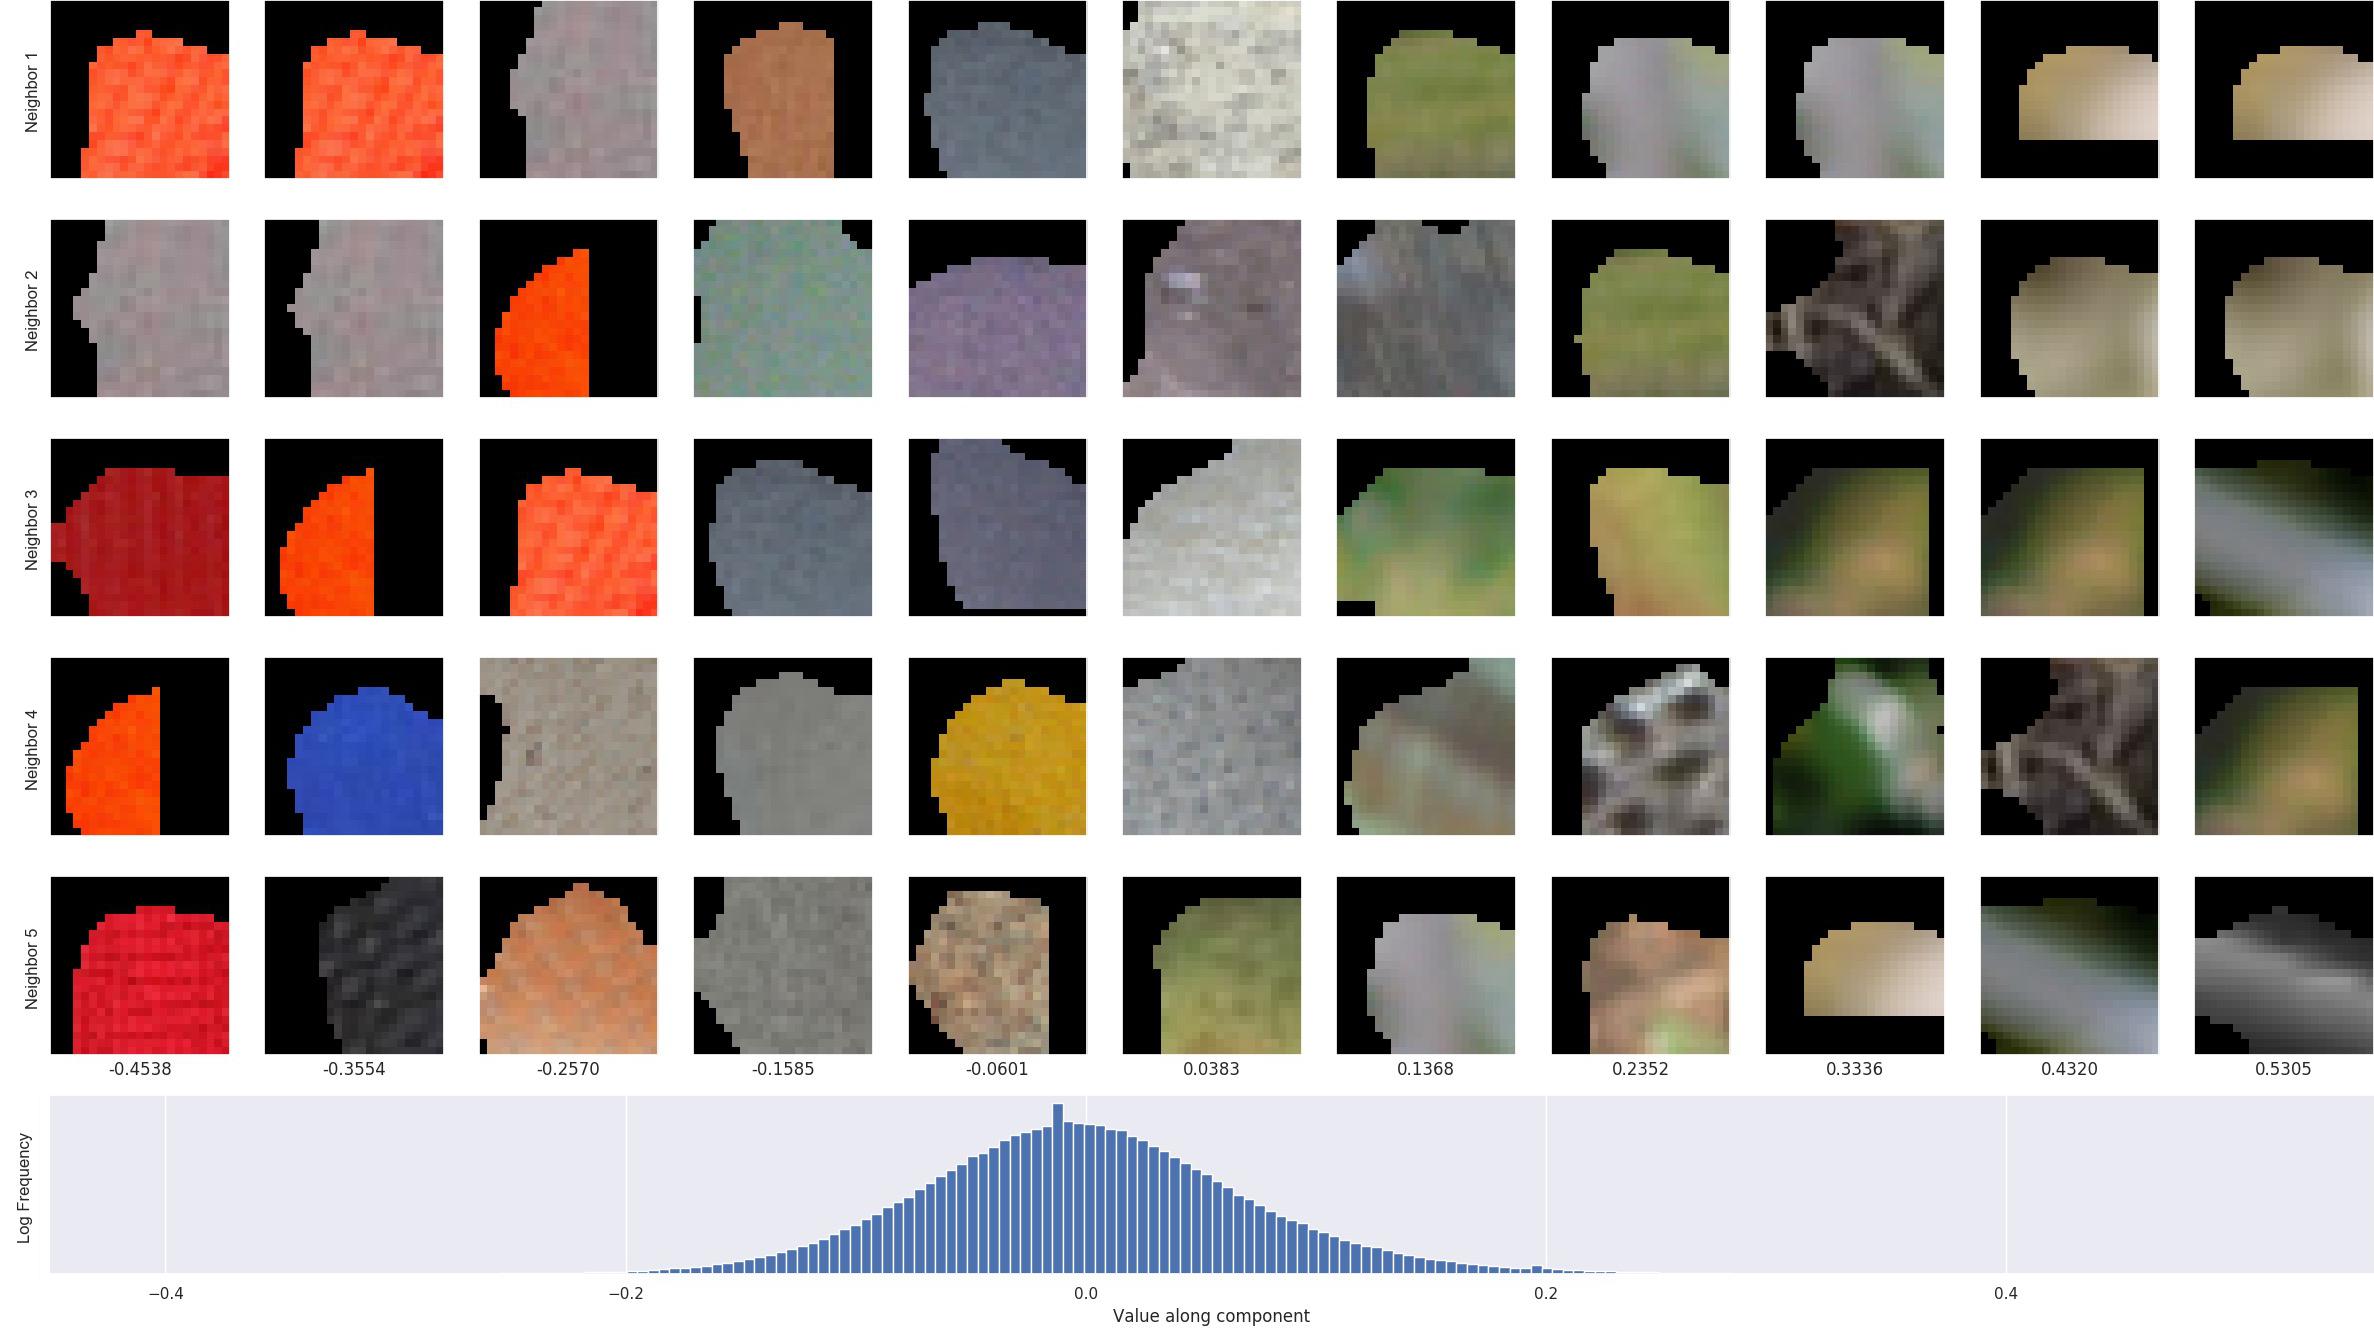 Neighbor 1
Neighbor 2
Neighbor 3
Neighbor 4
Neighbor 5
-0.4538 -0.3554 -0.2570 -0.1585 -0.0601 0.0383 0.1368 0.2352 0.3336 0.4320 0.5305
Log Frequency
−0.4 −0.2 0.0 0.2 0.4
Value along component